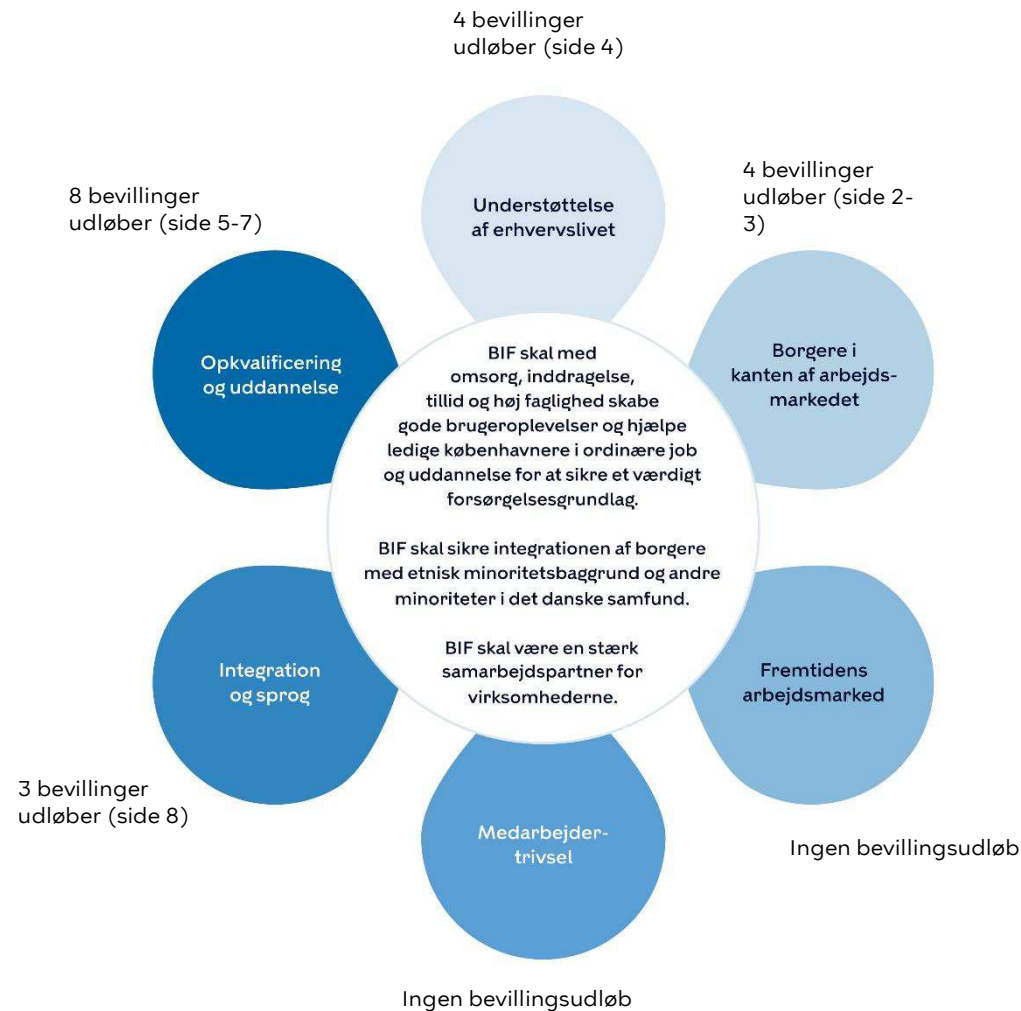 4 bevillinger
udløber (side 4)
Understøttelse
af erhvervslivet
4 bevillinger
udløber (side 2-
3)
Borgere i
kanten af arbejds-
markedet
8 bevillinger
udløber (side 5-7)
Opkvalificering
og uddannelse
BIF skal med
omsorg, inddragelse,
tillid og høj faglighed skabe
gode brugeroplevelser og hjælpe
ledige københavnere i ordinære job
og uddannelse for at sikre et værdigt
forsørgelsesgrundlag.
BIF skal sikre integrationen af borgere
med etnisk minoritetsbaggrund og andre
minoriteter i det danske samfund.
BIF skal være en stærk
samarbejdspartner for
virksomhederne.
Integration
og sprog
3 bevillinger
udløber (side 8)
Fremtidens
arbejdsmarked
Ingen bevillingsudløb
Medarbejder-
trivsel
Ingen bevillingsudløb